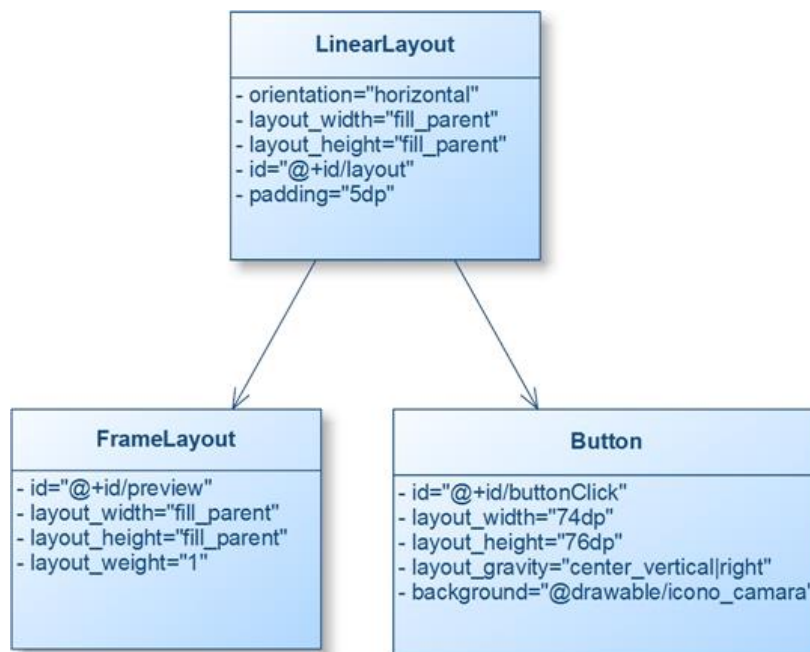 LinearLayout
- orientation="horizontal"
- layout_width="fill_parent"
- layout_height="fill_parent"
- id="@+id/layout"
- padding="5dp"
FrameLayout
- id="@+id/preview"
- layout_width="fill_parent"
- layout_height="fill_parent"
- layout_weight="1"
Button
- id="@+id/buttonClick"
- layout_width="74dp"
- layout_height="76dp"
- layout_gravity="center_vertical|right"
- background="@drawable/icono_camara"